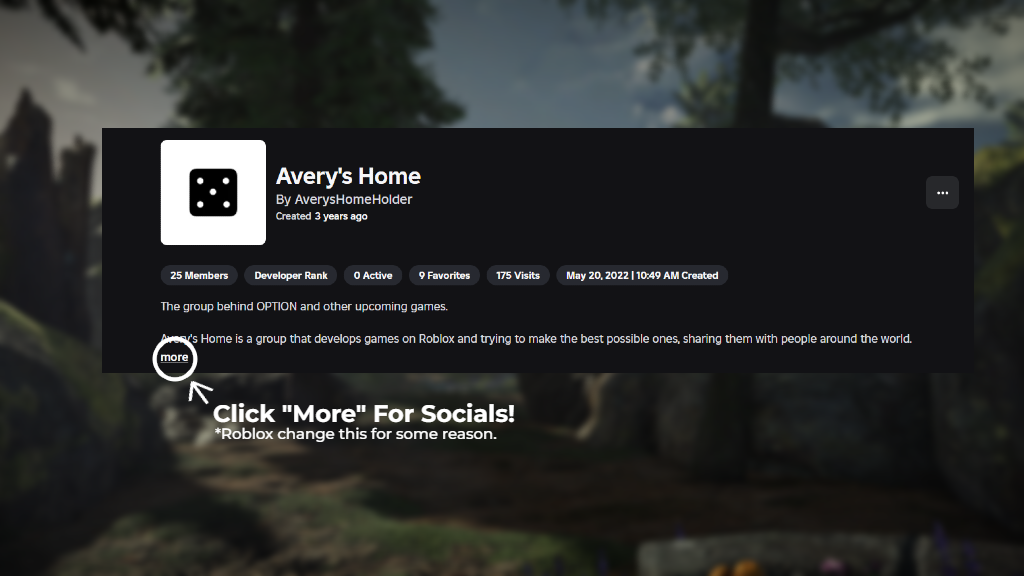 Avery's Home
By AverysHomeHolder
Created 3 years ago
25 Members Developer Rank 0 Active 9 Favorites 175 Visits May 20, 2022 | 10:49 AM Created
The group behind OPTION and other upcoming games.
Avery's Home is a group that develops games on Roblox and trying to make the best possible ones, sharing them with people around the world.
more
Click "More" For Socials!
*Roblox change this for some reason.